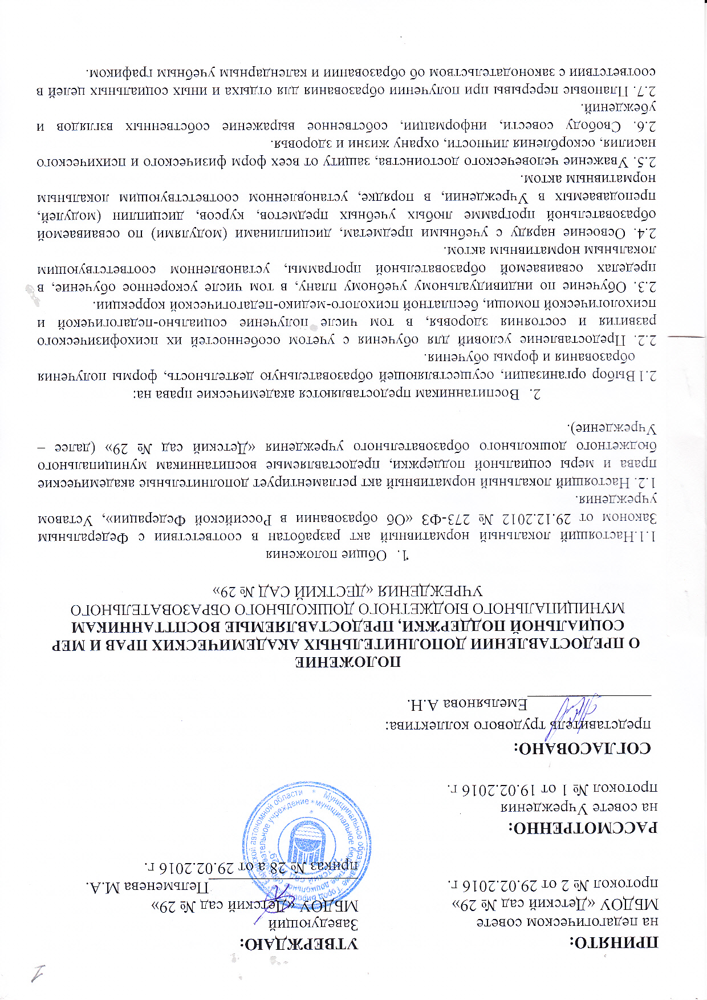 1
ПРИНЯТО:
на педагогическом совете
МБДОУ «Детский сад № 29»
протокол № 2 от 29.02.2016 г.
УТВЕРЖДАЮ:
Заведующий
МБДОУ «Детский сад № 29»
Пельменева М.А.
приказ № 28 а от 29.02.2016 г.
РАССМОТРЕННО:
на совете Учреждения
протокол № 1 от 19.02.2016 г.
СОГЛАСОВАНО:
представитель трудового коллектива:
Емельянова А.Н.
ПОЛОЖЕНИЕ
О ПРЕДОСТАВЛЕНИИ ДОПОЛНИТЕЛЬНЫХ АКАДЕМИЧЕСКИХ ПРАВ И МЕР
СОЦИАЛЬНОЙ ПОДДЕРЖКИ, ПРЕДОСТАВЛЯЕМЫЕ ВОСПТТАННИКАМ
МУНИЦИПАЛЬНОГО БЮДЖЕТНОГО ДОШКОЛЬНОГО ОБРАЗОВАТЕЛЬНОГО
УЧРЕЖДЕНИЯ «ДЕСТКИЙ САД № 29»
1. Общие положения
1.1.Настоящий локальный нормативный акт разработан в соответствии с Федеральным
Законом от 29.12.2012 № 273-ФЗ «Об образовании в Российской Федерации», Уставом
учреждения.
1.2. Настоящий локальный нормативный акт регламентирует дополнительные академические
права и меры социальной поддержки, предоставляемые воспитанникам муниципального
бюджетного дошкольного образовательного учреждения «Детский сад № 29» (далее –
Учреждение).
2. Воспитанникам предоставляются академические права на:
2.1Выбор организации, осуществляющей образовательную деятельность, формы получения
образования и формы обучения.
2.2. Предоставление условий для обучения с учетом особенностей их психофизического
развития и состояния здоровья, в том числе получение социально-педагогической и
психологической помощи, бесплатной психолого-медико-педагогической коррекции.
2.3. Обучение по индивидуальному учебному плану, в том числе ускоренное обучение, в
пределах осваиваемой образовательной программы, установленном соответствующим
локальным нормативным актом.
2.4. Освоение наряду с учебными предметам, дисциплинами (модулями) по осваиваемой
образовательной программе любых учебных предметов, курсов, дисциплин (модулей,
преподаваемых в Учреждении, в порядке, установленном соответствующим локальным
нормативным актом.
2.5. Уважение человеческого достоинства, защиту от всех форм физического и психического
насилия, оскорбления личности, охрану жизни и здоровья.
2.6. Свободу совести, информации, собственное выражение собственных взглядов и
убеждений.
2.7. Плановые перерывы при получении образования для отдыха и иных социальных целей в
соответствии с законодательством об образовании и календарным учебным графиком.